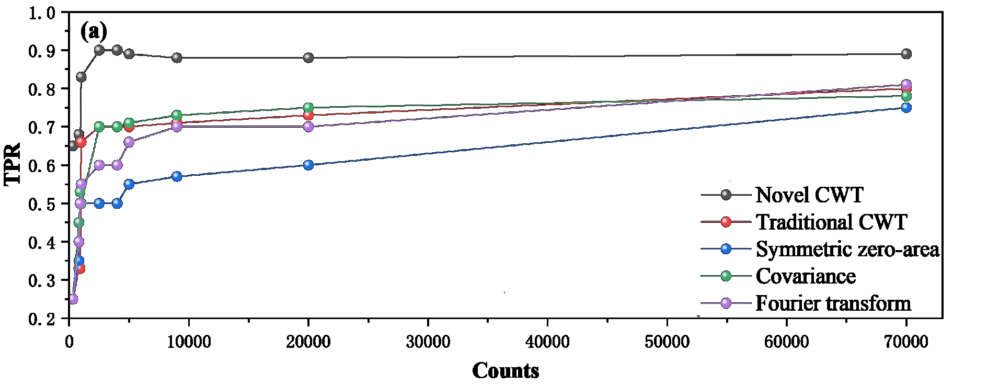 (a)
1.0
0.9
0.8
0.7
0.6
0.5
0.4
0.3
0.2
TPR
Novel CWT
Traditional CWT
Symmetric zero-area
Covariance
Fourier transform
0 10000 20000 30000 40000 50000 60000 70000
Counts